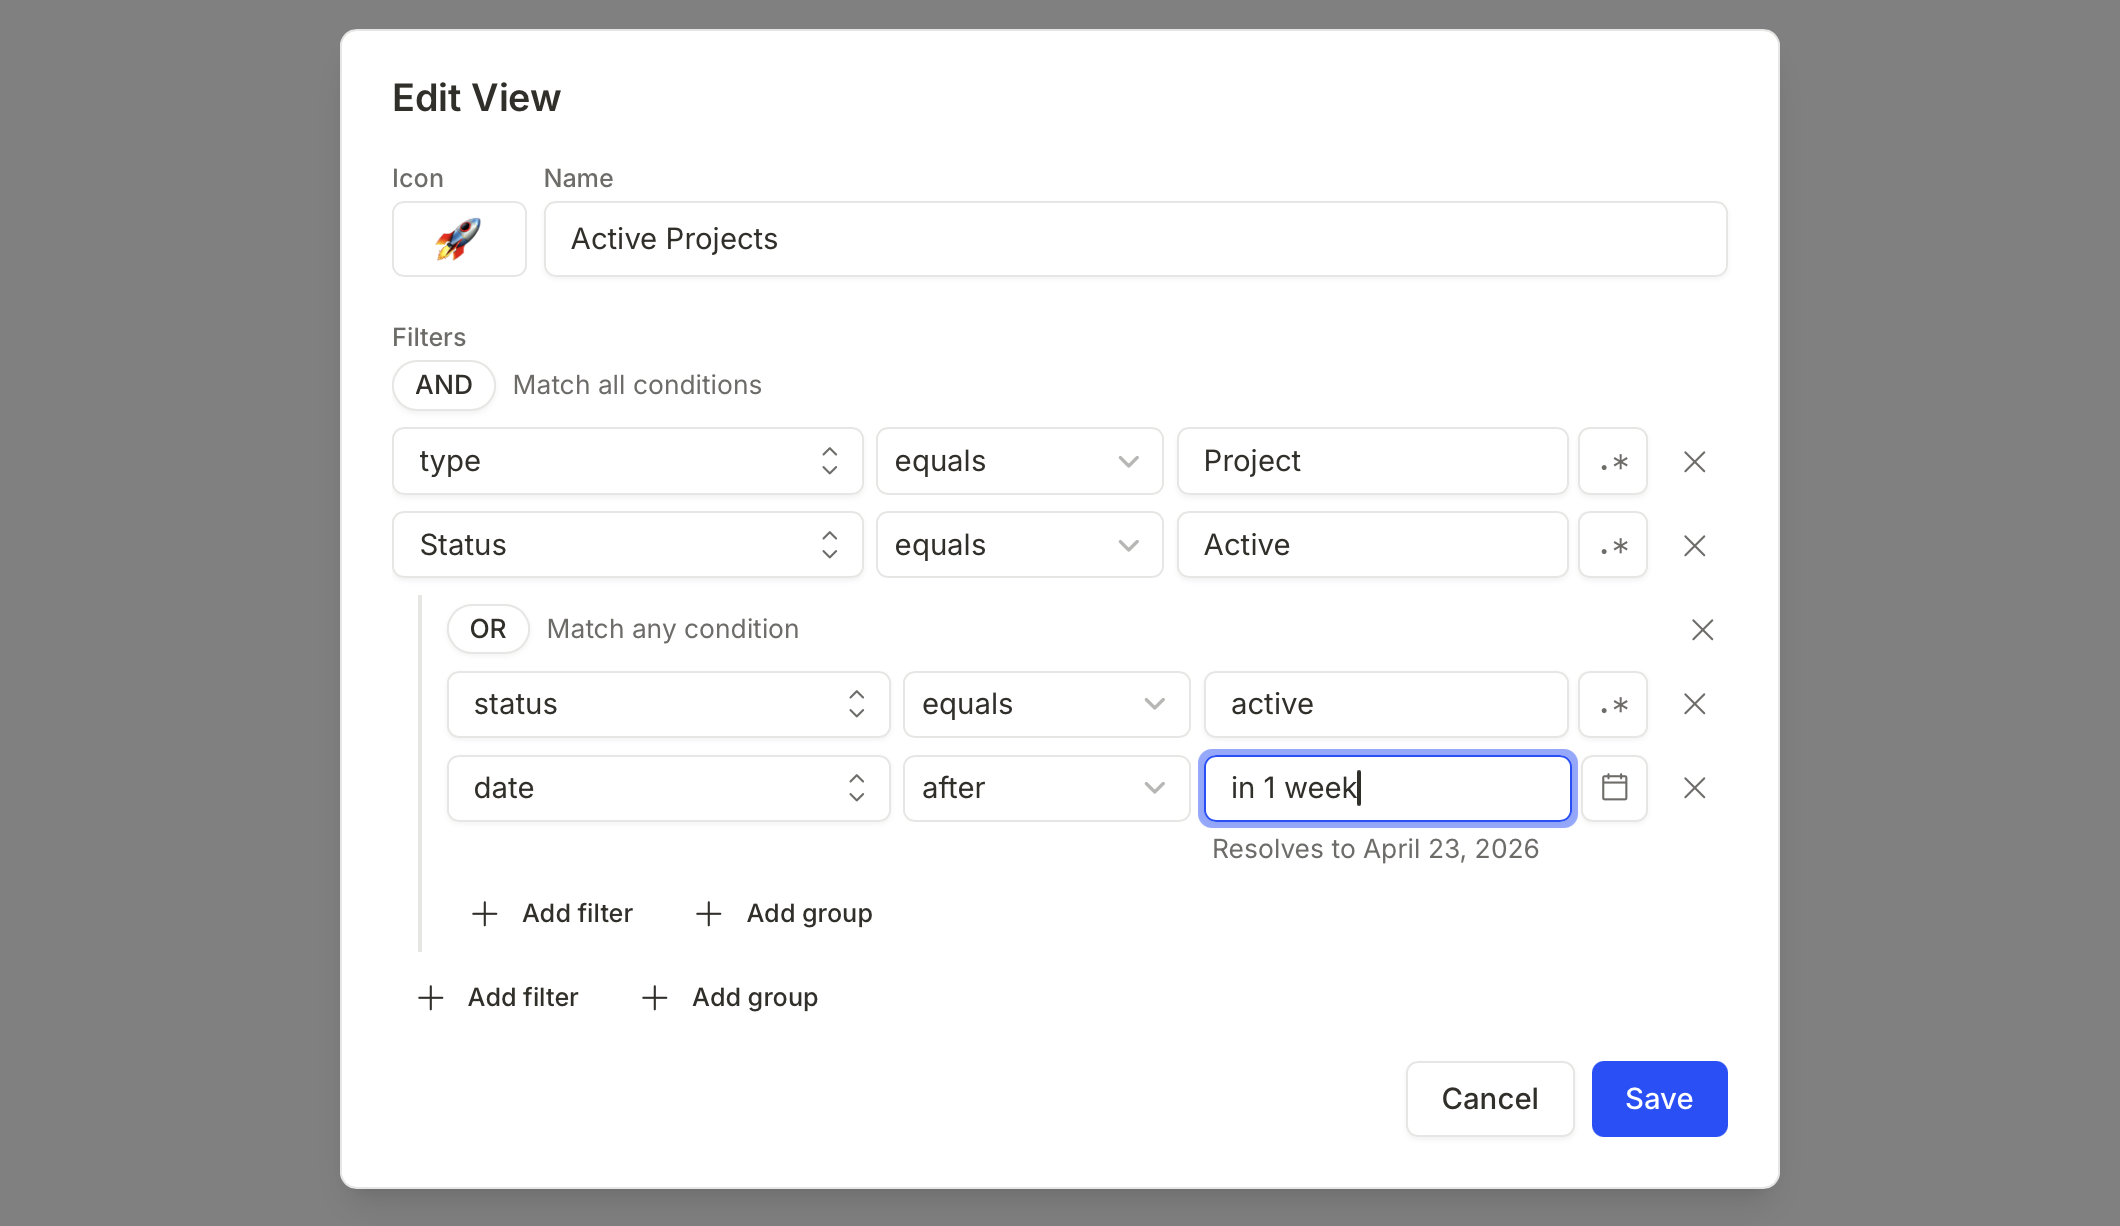 Edit View
Icon Name
Active Projects
Filters
AND Match all conditions
type equals Project .*
Status equals Active .*
OR Match any condition
status equals active .*
date after in 1 week
Resolves to April 23, 2026
Add filter Add group
Add filter Add group
Cancel Save